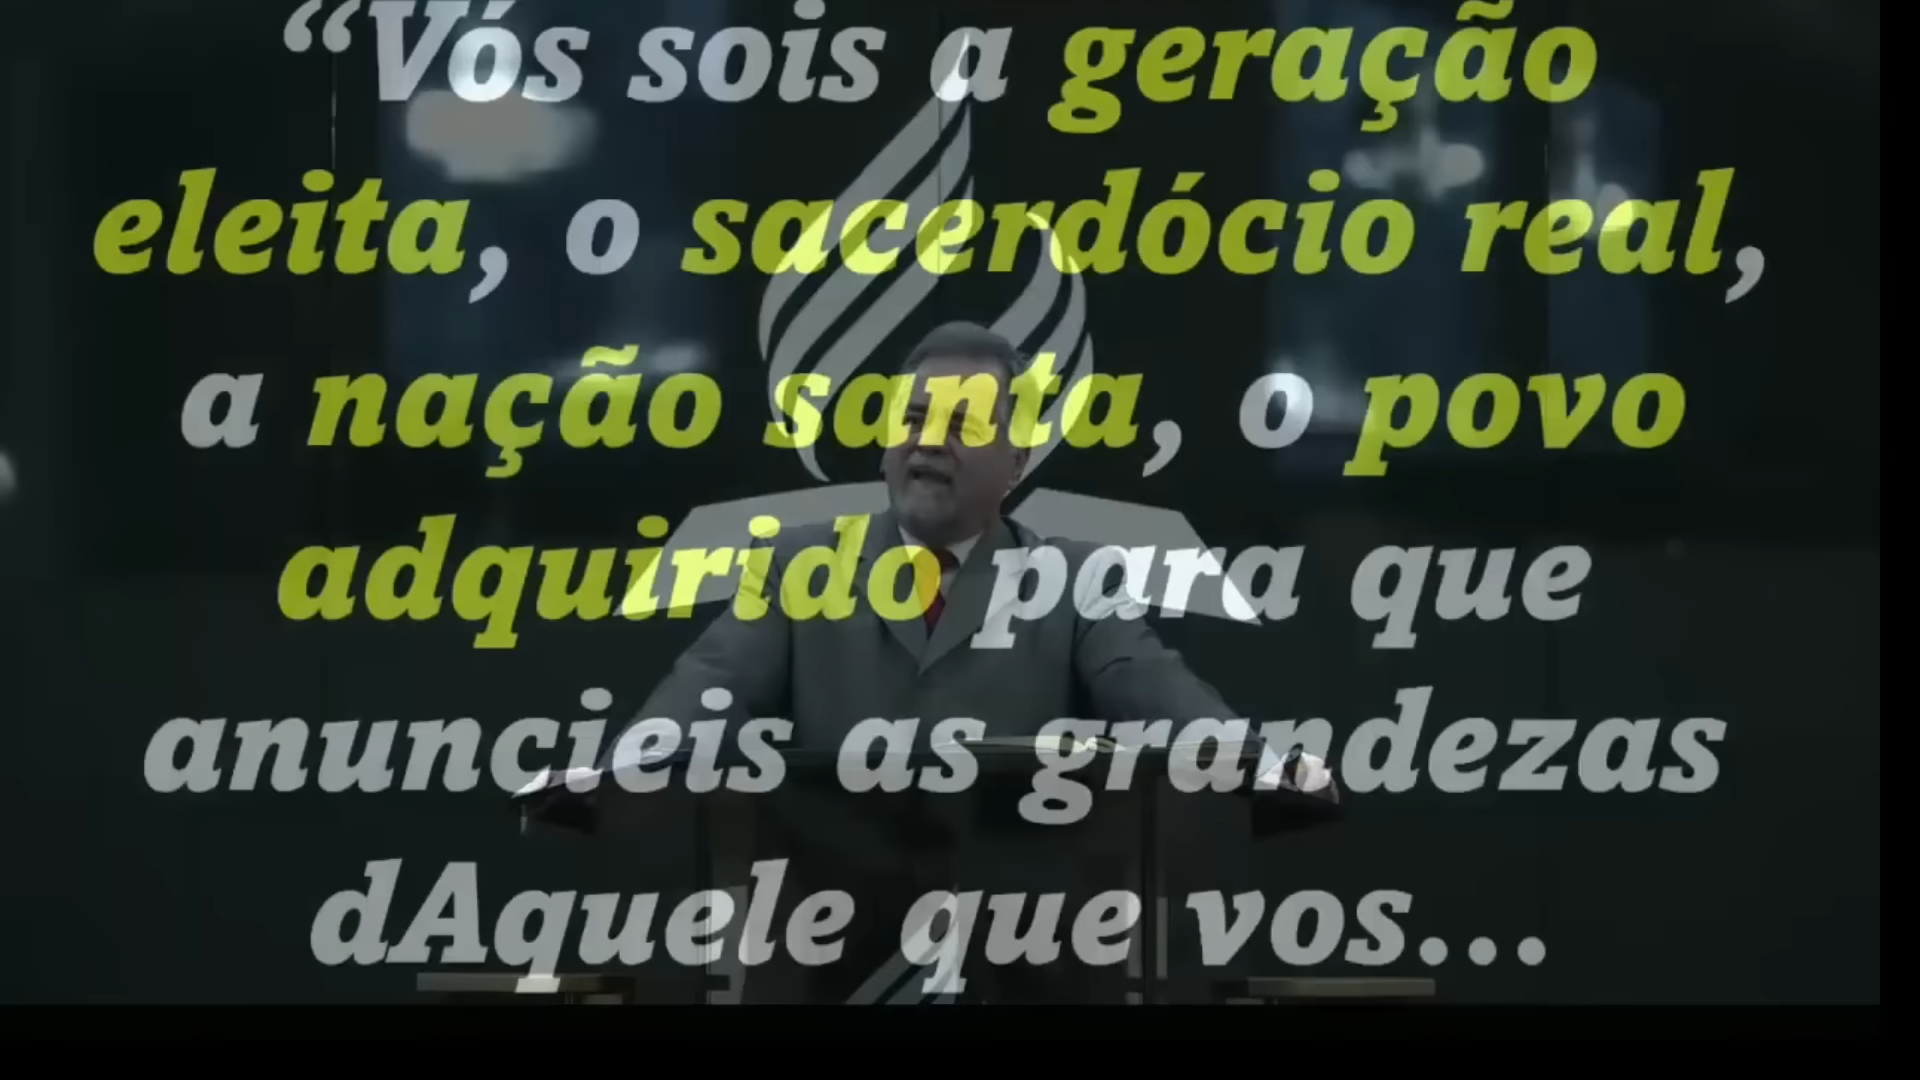 “Vós sois a geração
eleita, o sacerdócio real,
a nação santa, o povo
adquirido para que
anuncieis as grandezas
dAquele que vos...